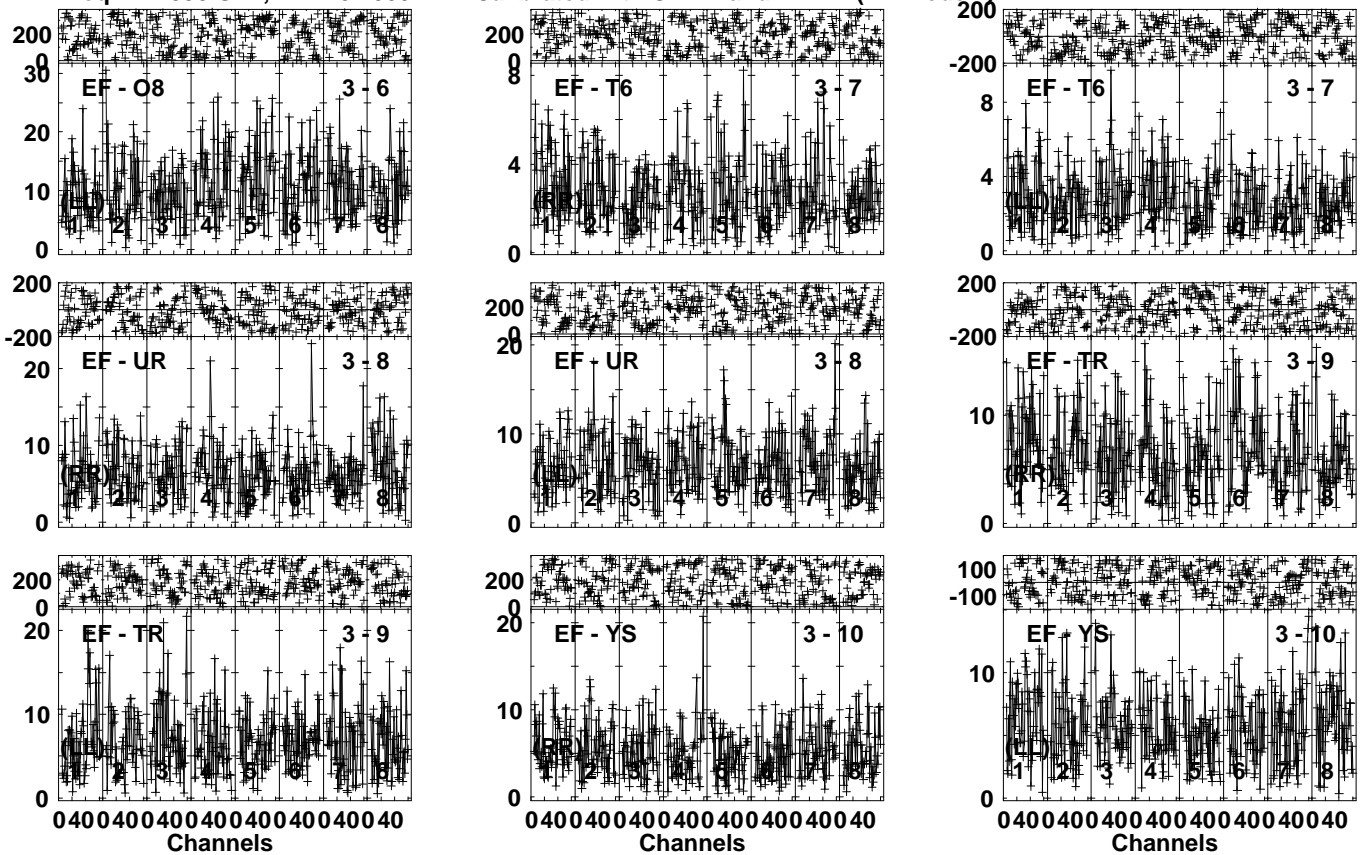 200 0 200 0 200 -200
30 20 10 0 EF - O8 3 - 6 (LL) 1 2 3 4 5 6 7 8
8 4 0 EF - T6 3 - 7 (RR) 1 2 3 4 5 6 7 8
8 4 0 EF - T6 3 - 7 (LL) 1 2 3 4 5 6 7 8
200 -200 200 0 200 -200
20 10 0 EF - UR 3 - 8 (RR) 1 2 3 4 5 6 7 8
20 10 0 EF - UR 3 - 8 (LL) 1 2 3 4 5 6 7 8
10 0 EF - TR 3 - 9 (RR) 1 2 3 4 5 6 7 8
200 0 200 0 100 -100
20 10 0 EF - TR 3 - 9 (LL) 1 2 3 4 5 6 7 8
20 10 0 EF - YS 3 - 10 (RR) 1 2 3 4 5 6 7 8
10 0 EF - YS 3 - 10 (LL) 1 2 3 4 5 6 7 8
0 40 0 40 0 40 0 40 0 40 0 40 0 40 0 40
0 40 0 40 0 40 0 40 0 40 0 40 0 40 0 40
0 40 0 40 0 40 0 40 0 40 0 40 0 40 0 40
Channels Channels Channels